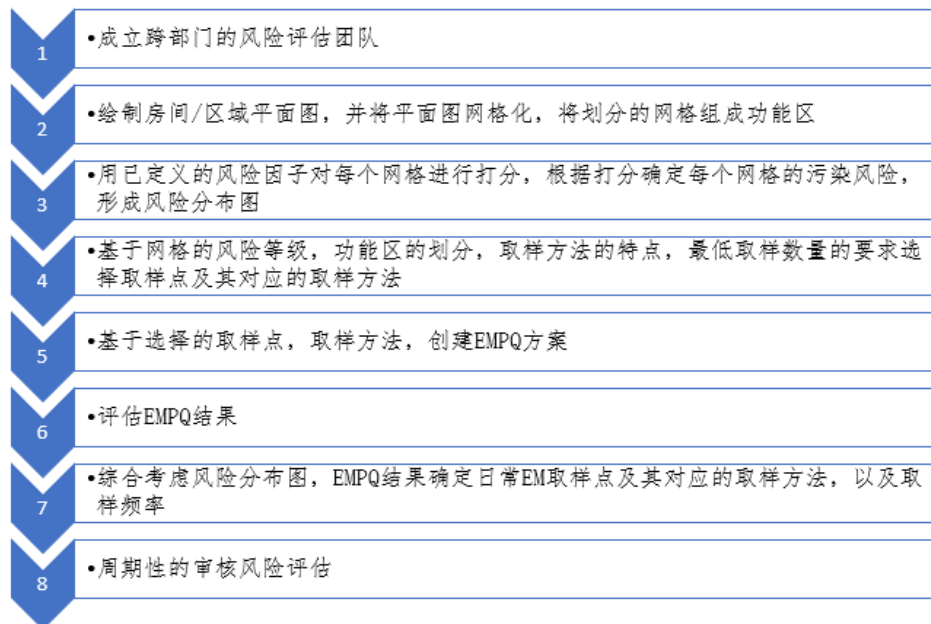 1
•成立跨部门的风险评估团队
2
•绘制房间/区域平面图，并将平面图网格化，将划分的网格组成功能区
3
•用已定义的风险因子对每个网格进行打分，根据打分确定每个网格的污染风险，
形成风险分布图
4
•基于网格的风险等级，功能区的划分，取样方法的特点，最低取样数量的要求选
择取样点及其对应的取样方法
5
•基于选择的取样点，取样方法，创建EMPQ方案
6
•评估EMPQ结果
7
•综合考虑风险分布图，EMPQ结果确定日常EM取样点及其对应的取样方法，以及取
样频率
8
•周期性的审核风险评估